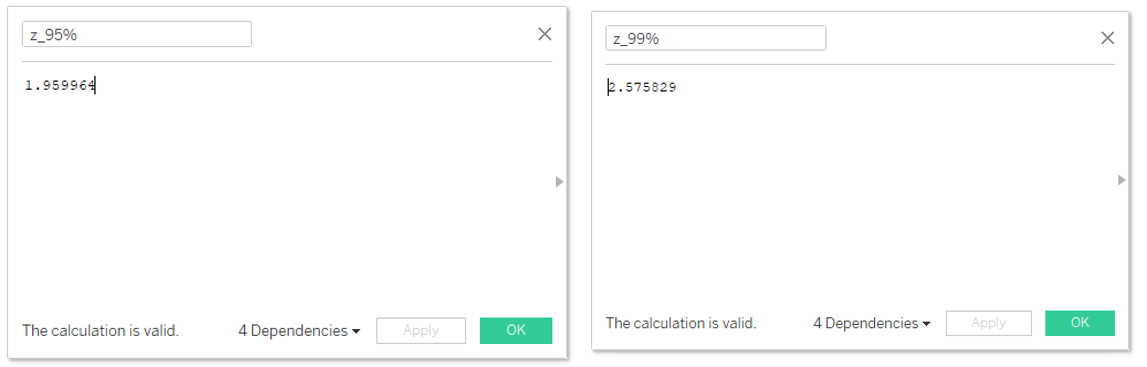 z_95%
1.959964
The calculation is valid.
4 Dependencies
Apply
OK
z_99%
2.575829
The calculation is valid.
4 Dependencies
Apply
OK